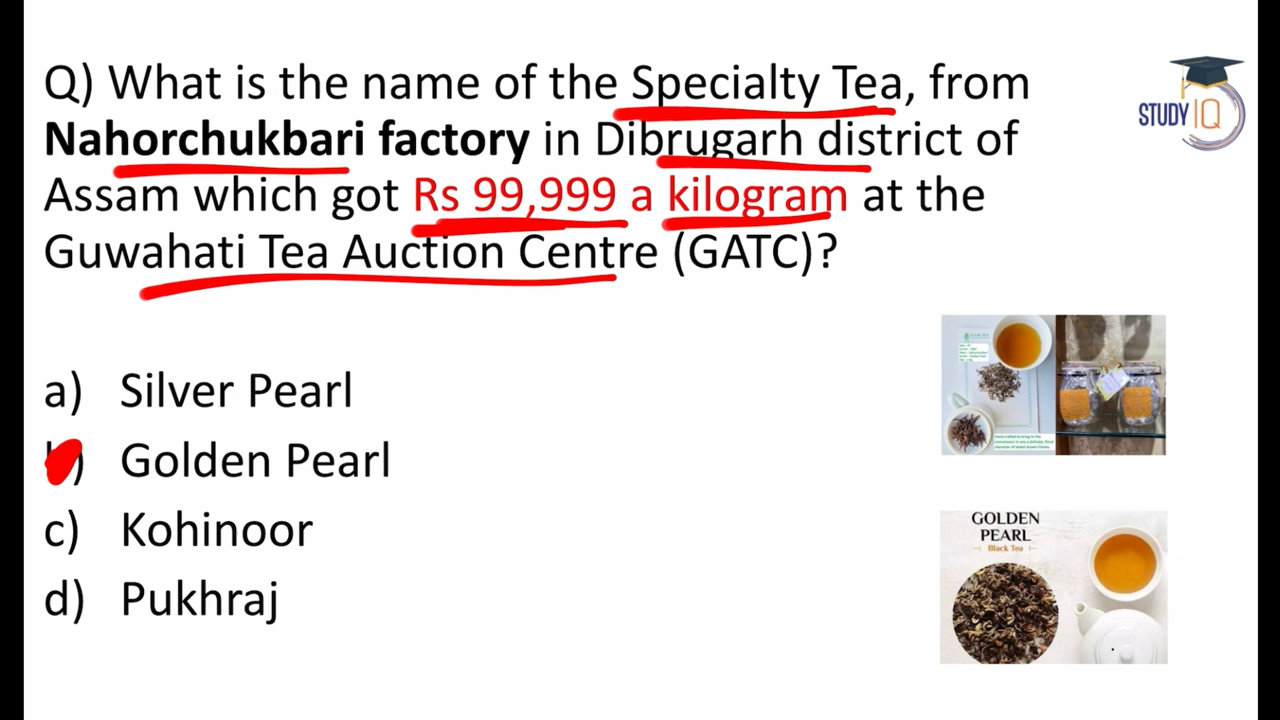 Q) What is the name of the Specialty Tea, from
Nahorchukbari factory in Dibrugarh district of
Assam which got Rs 99,999 a kilogram at the
Guwahati Tea Auction Centre (GATC)?
STUDY IQ
a) Silver Pearl
b) Golden Pearl
c) Kohinoor
d) Pukhraj
GOLDEN
PEARL
Black Tea